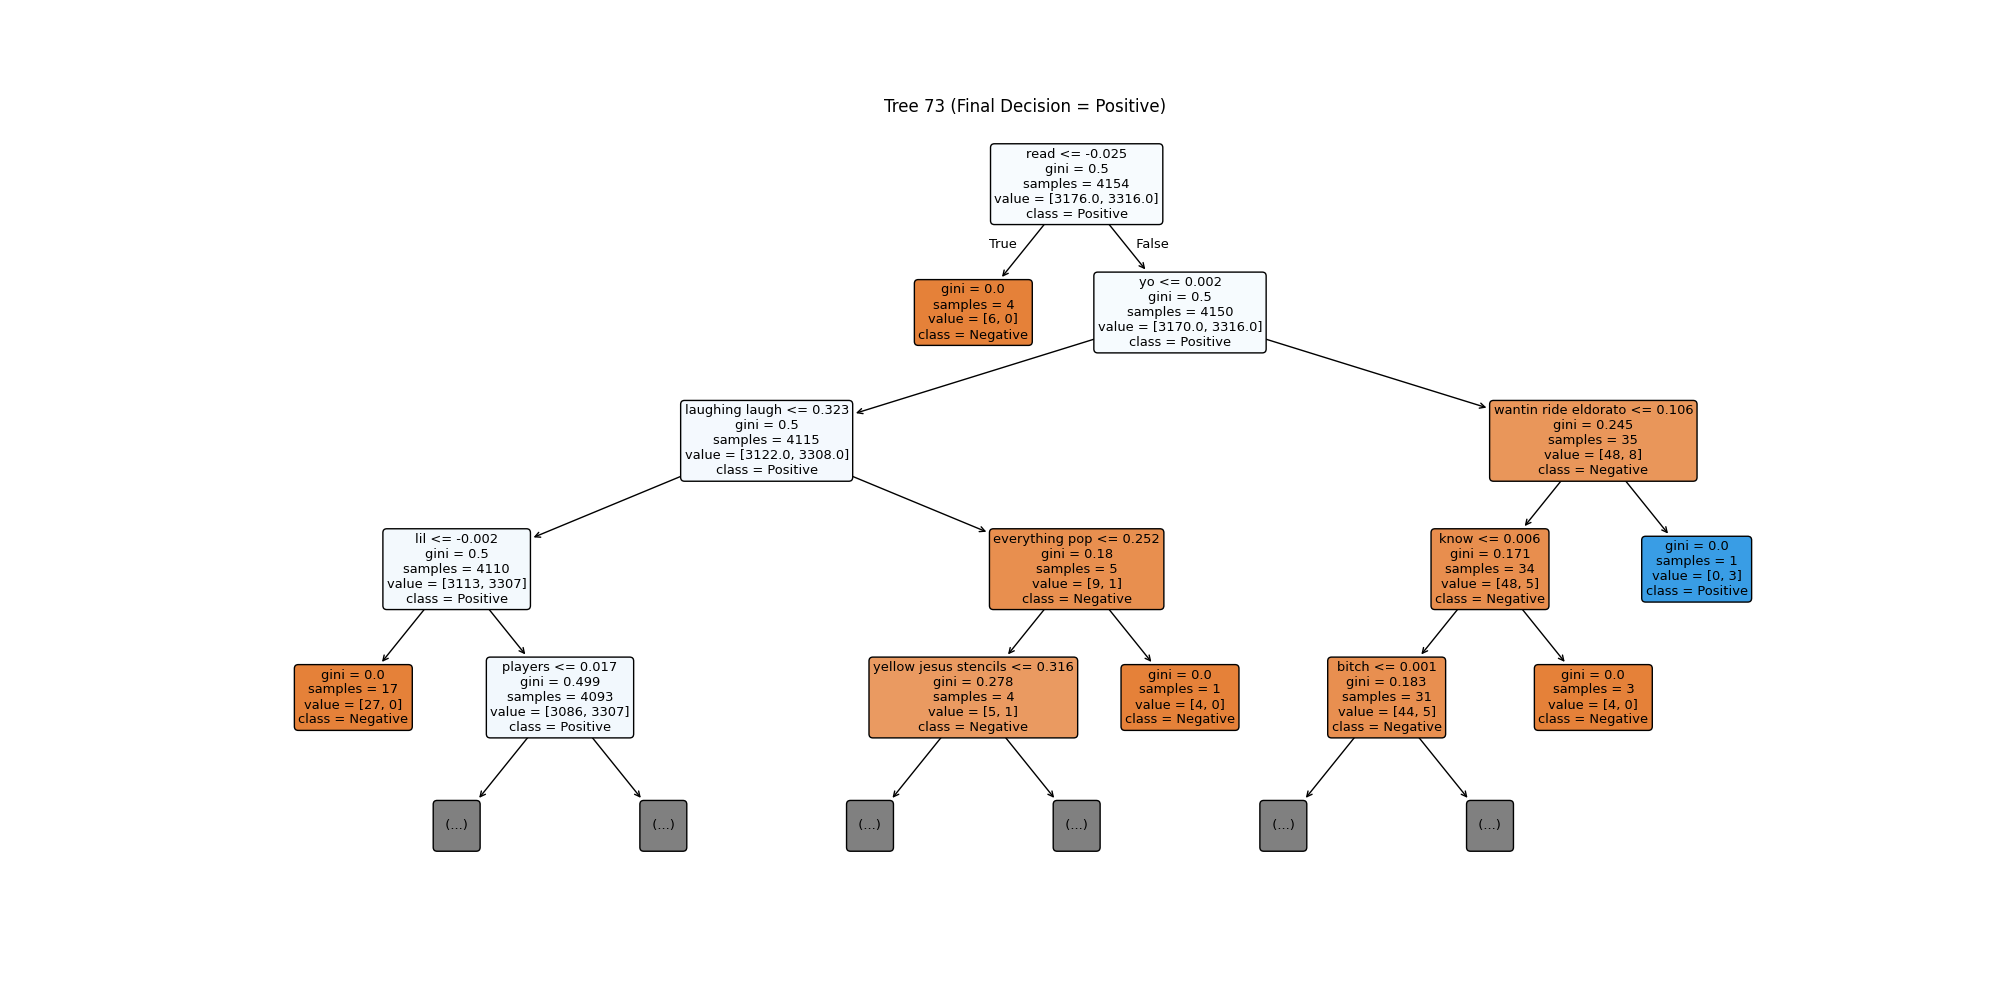 Tree 73 (Final Decision = Positive)
read <= -0.025
gini = 0.5
samples = 4154
value = [3176.0, 3316.0]
class = Positive
True
False
gini = 0.0
samples = 4
value = [6, 0]
class = Negative
yo <= 0.002
gini = 0.5
samples = 4150
value = [3170.0, 3316.0]
class = Positive
laughing laugh <= 0.323
gini = 0.5
samples = 4115
value = [3122.0, 3308.0]
class = Positive
wantin ride eldorato <= 0.106
gini = 0.245
samples = 35
value = [48, 8]
class = Negative
lil <= -0.002
gini = 0.5
samples = 4110
value = [3113, 3307]
class = Positive
everything pop <= 0.252
gini = 0.18
samples = 5
value = [9, 1]
class = Negative
know <= 0.006
gini = 0.171
samples = 34
value = [48, 5]
class = Negative
gini = 0.0
samples = 1
value = [0, 3]
class = Positive
gini = 0.0
samples = 17
value = [27, 0]
class = Negative
players <= 0.017
gini = 0.499
samples = 4093
value = [3086, 3307]
class = Positive
yellow jesus stencils <= 0.316
gini = 0.278
samples = 4
value = [5, 1]
class = Negative
gini = 0.0
samples = 1
value = [4, 0]
class = Negative
bitch <= 0.001
gini = 0.183
samples = 31
value = [44, 5]
class = Negative
gini = 0.0
samples = 3
value = [4, 0]
class = Negative
(...)
(...)
(...)
(...)
(...)
(...)